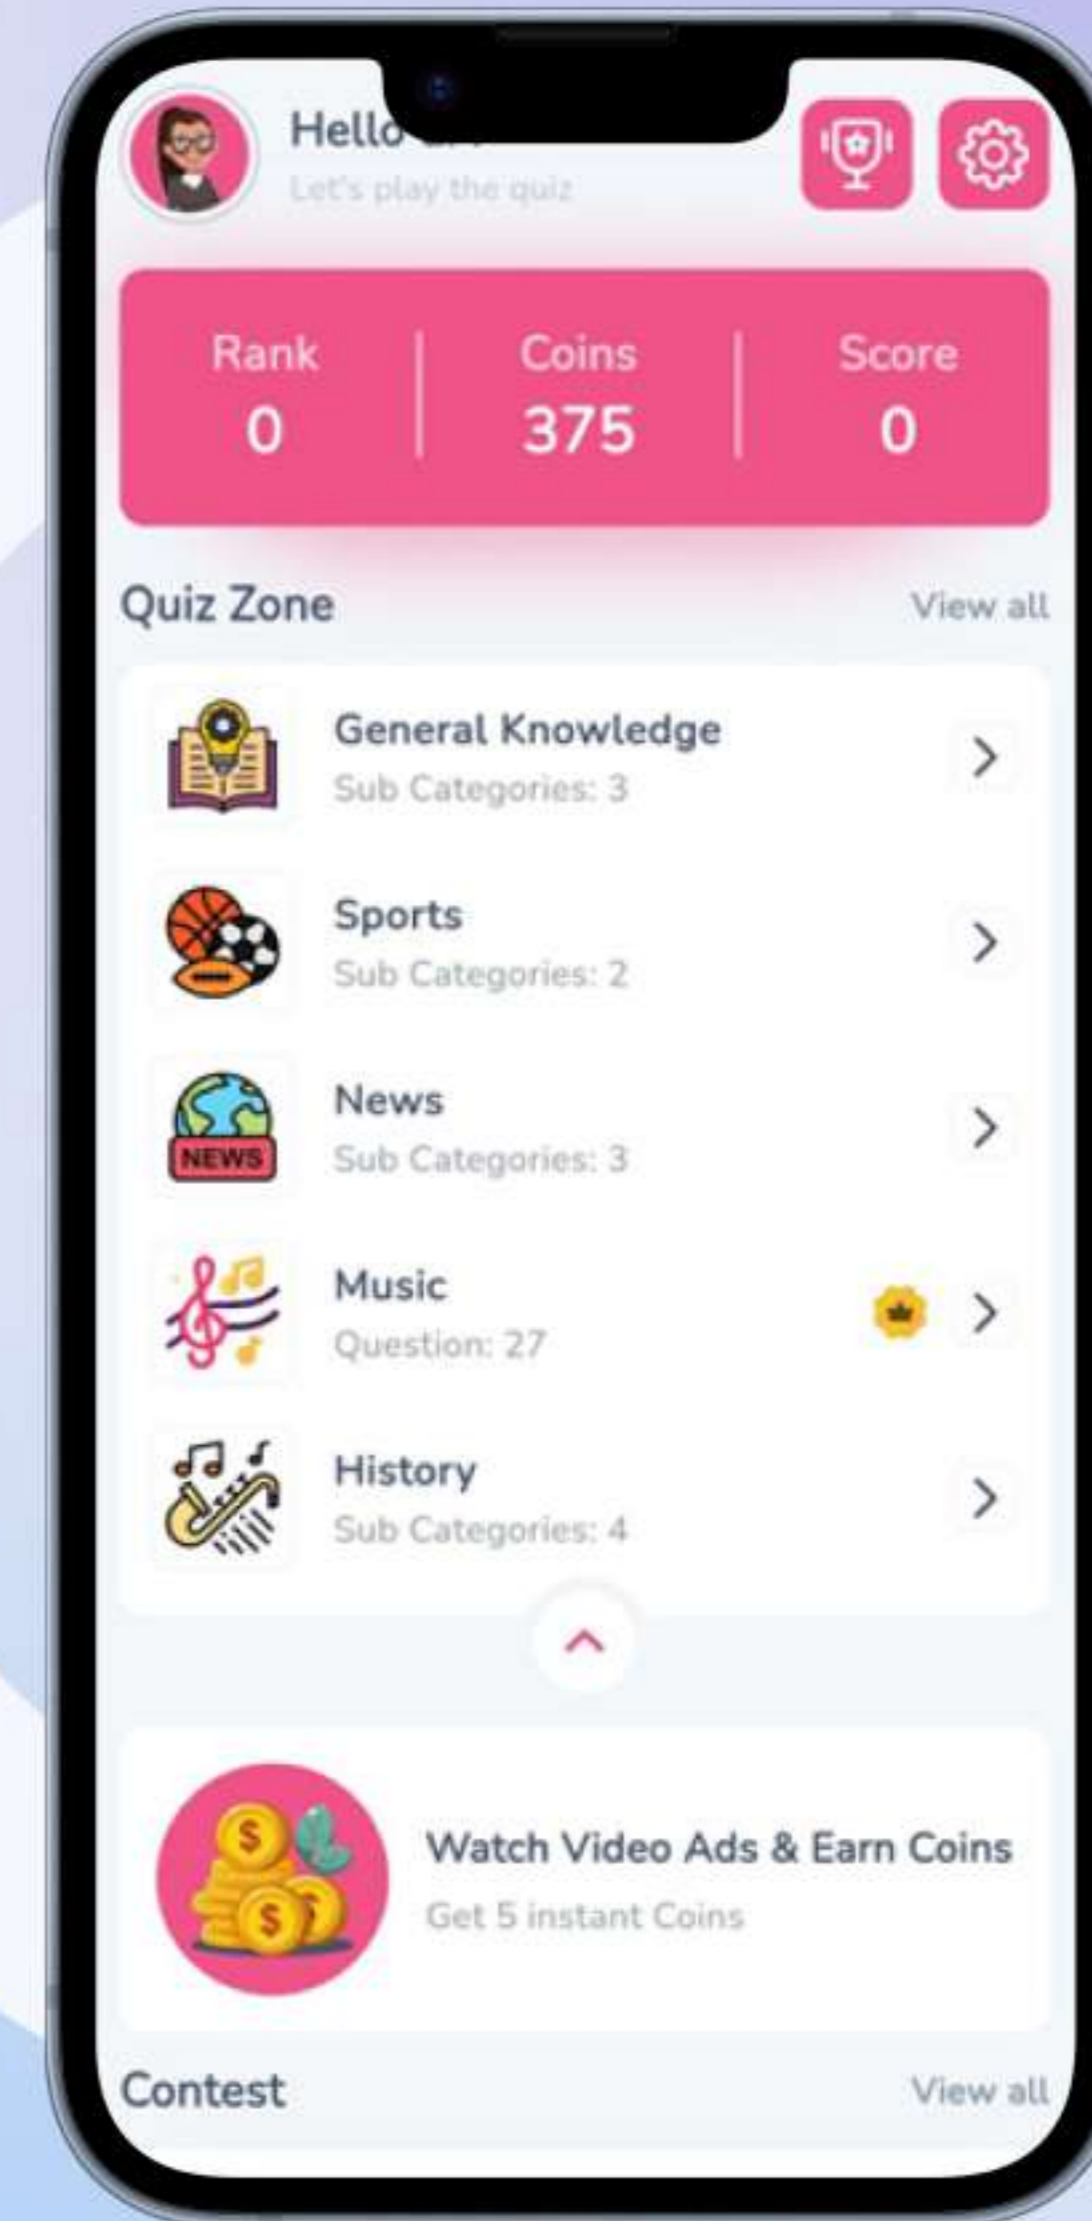 Hello
Let's play the quiz
Rank
Coins
Score
0
375
0
Quiz Zone
View all
General Knowledge
Sub Categories: 3
Sports
Sub Categories: 2
News
Sub Categories: 3
NEWS
Music
Question: 27
History
Sub Categories: 4
Watch Video Ads & Earn Coins
Get 5 instant Coins
$
$
Contest
View all